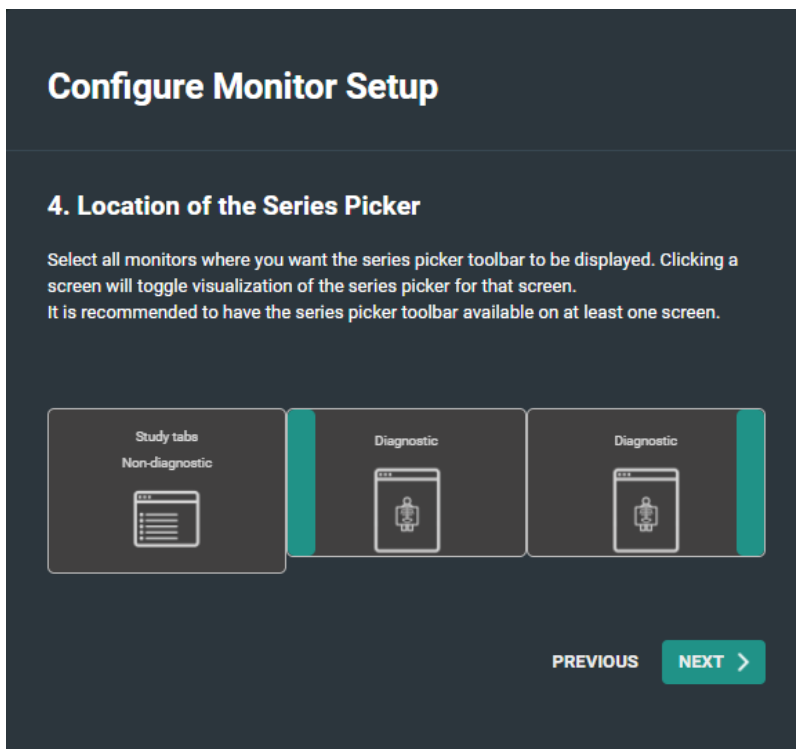 Configure Monitor Setup
4. Location of the Series Picker
Select all monitors where you want the series picker toolbar to be displayed. Clicking a
screen will toggle visualization of the series picker for that screen.
It is recommended to have the series picker toolbar available on at least one screen.
Study tabs
Non-diagnostic
Diagnostic
Diagnostic
PREVIOUS
NEXT